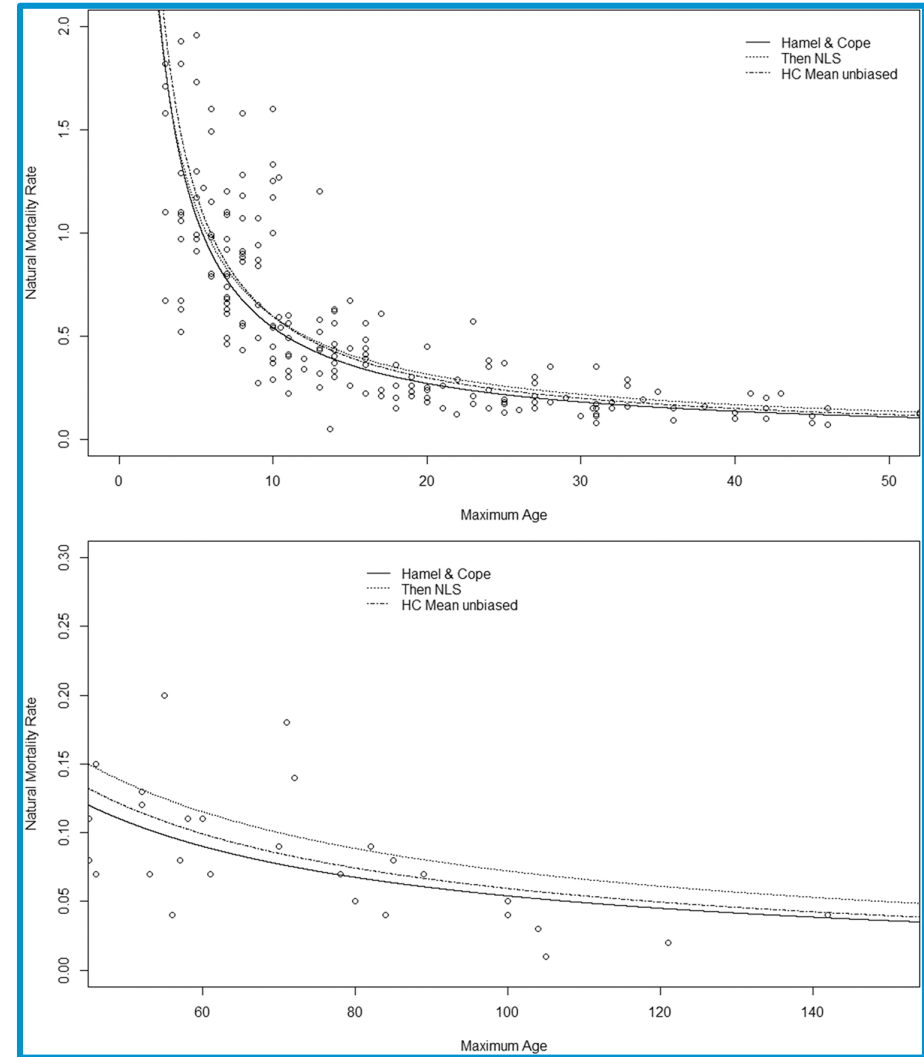 2.0
1.5
1.0
0.5
0.0
Natural Mortality Rate
Hamel & Cope
Then NLS
HC Mean unbiased
0 10 20 30 40 50
Maximum Age
0.30
0.25
0.20
0.15
0.10
0.05
0.00
Natural Mortality Rate
Hamel & Cope
Then NLS
HC Mean unbiased
60 80 100 120 140
Maximum Age